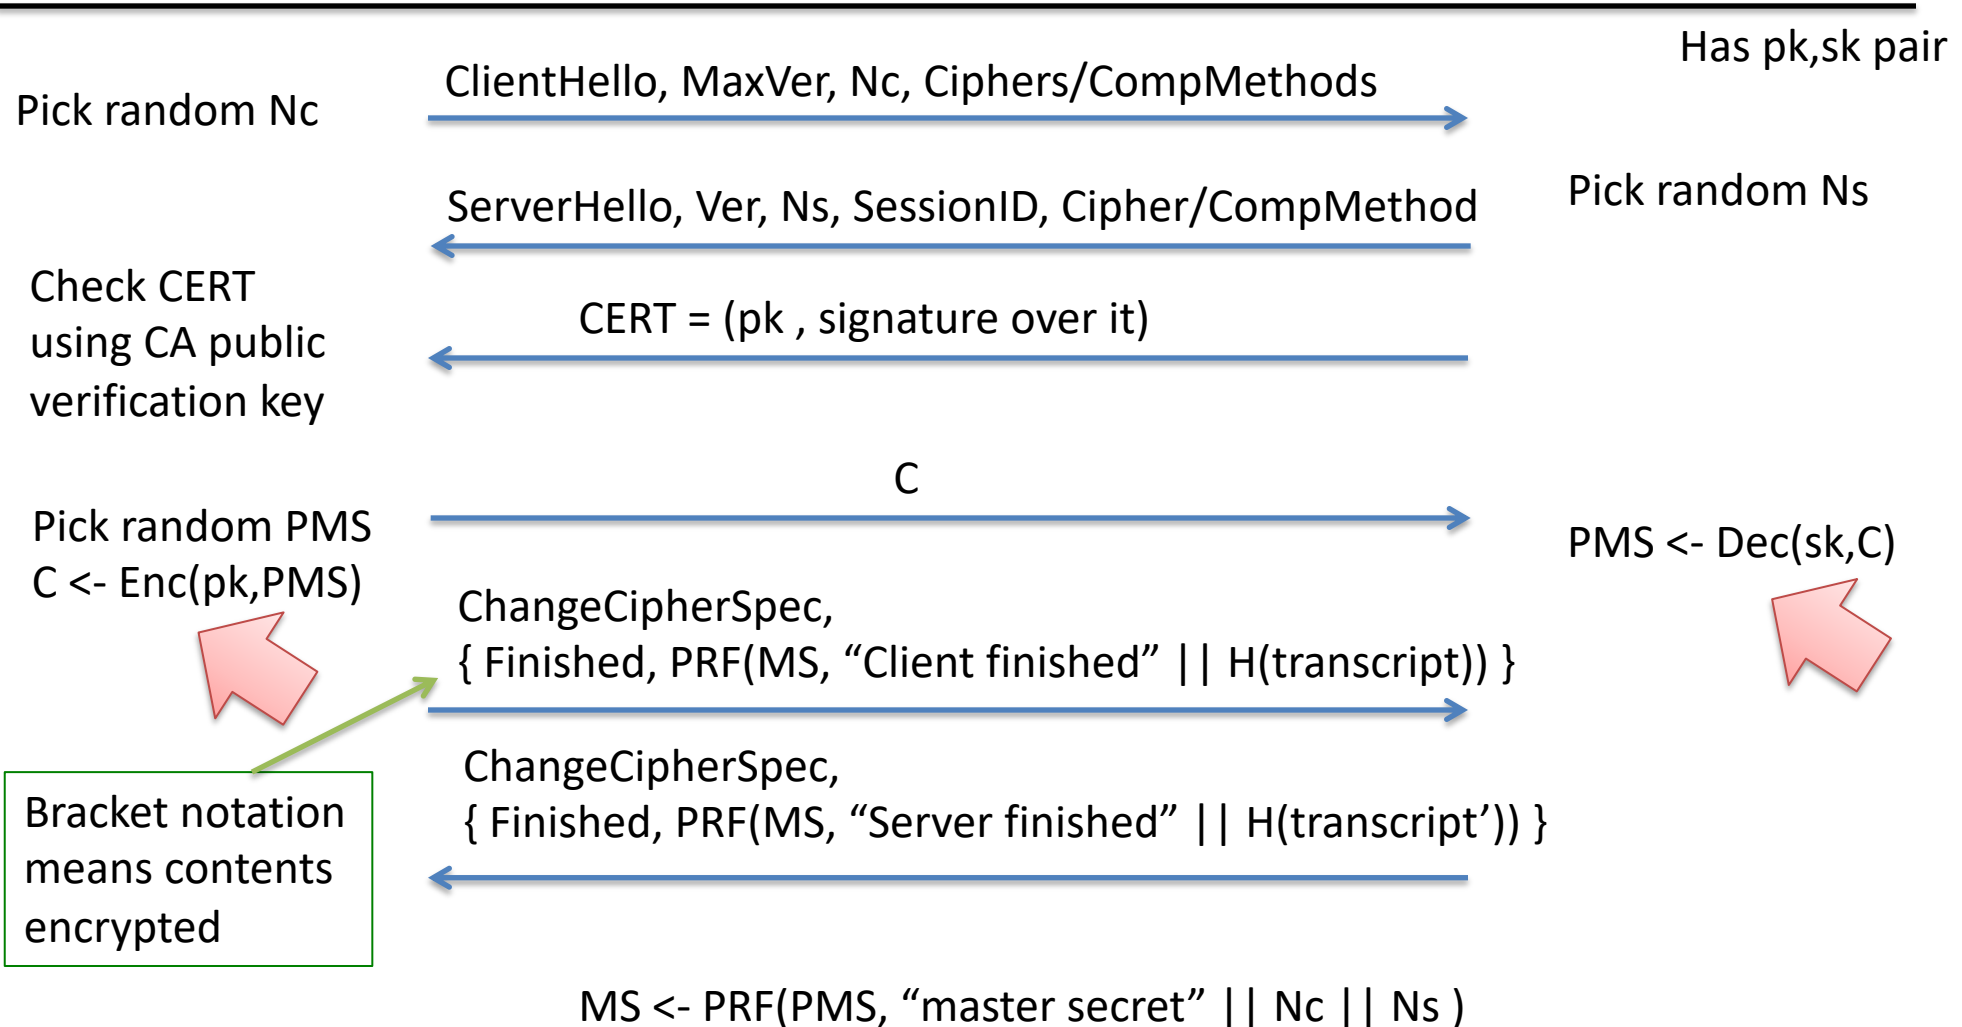 Has pk,sk pair
ClientHello, MaxVer, Nc, Ciphers/CompMethods
Pick random Nc
Pick random Ns
ServerHello, Ver, Ns, SessionID, Cipher/CompMethod
Check CERT
using CA public
verification key
CERT = (pk , signature over it)
C
Pick random PMS
C <- Enc(pk,PMS)
PMS <- Dec(sk,C)
ChangeCipherSpec,
{ Finished, PRF(MS, “Client finished” || H(transcript)) }
ChangeCipherSpec,
{ Finished, PRF(MS, “Server finished” || H(transcript’)) }
Bracket notation
means contents
encrypted
MS <- PRF(PMS, “master secret” || Nc || Ns )